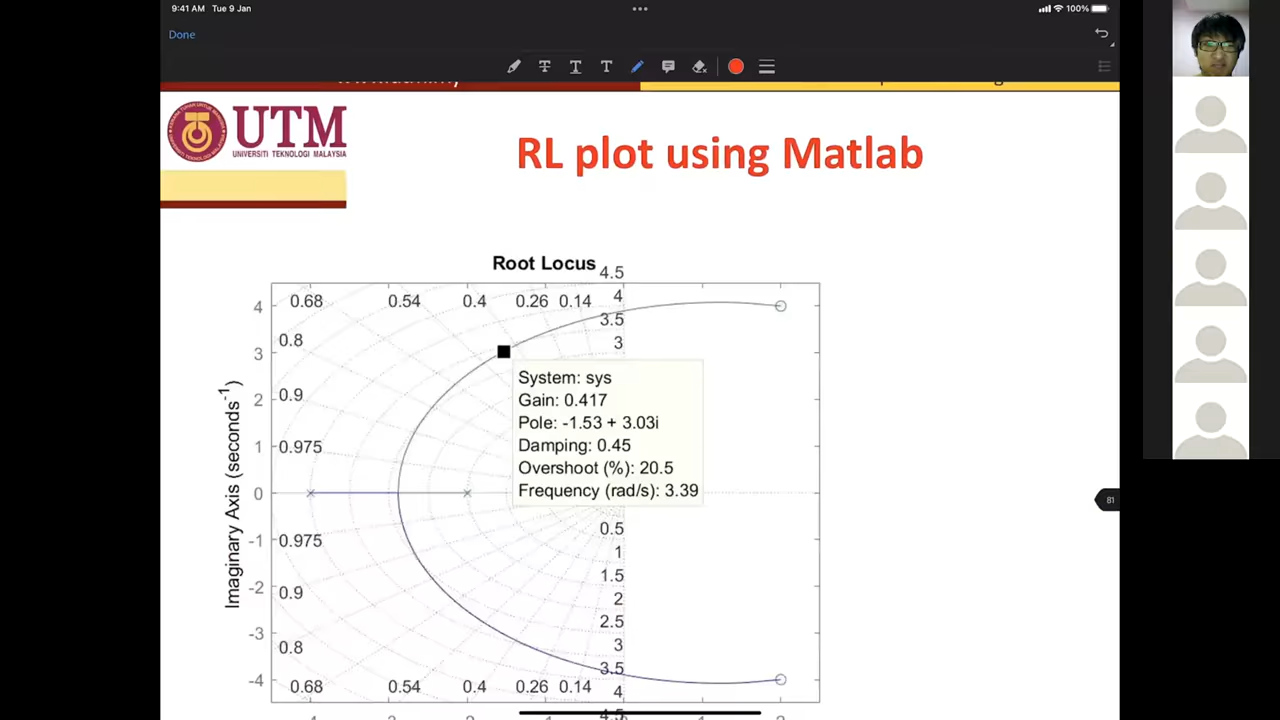 9:41 AM Tue 9 Jan
100%
Done
UTM
UNIVERSITI TEKNOLOGI MALAYSIA
RL plot using Matlab
Root Locus
4.5
0.68 0.54 0.4 0.26 0.14 4
4
3.5
0.8
3 3
System: sys
Gain: 0.417
0.9
2
Pole: -1.53 + 3.03i
Damping: 0.45
1 0.975
Overshoot (%): 20.5
Frequency (rad/s): 3.39
0
81
Imaginary Axis (seconds-1)
0.5
-1 0.975
1
1.5
-2 0.9
2
2.5
-3
0.8 3
3.5
-4
0.68 0.54 0.4 0.26 0.14 4
4.5